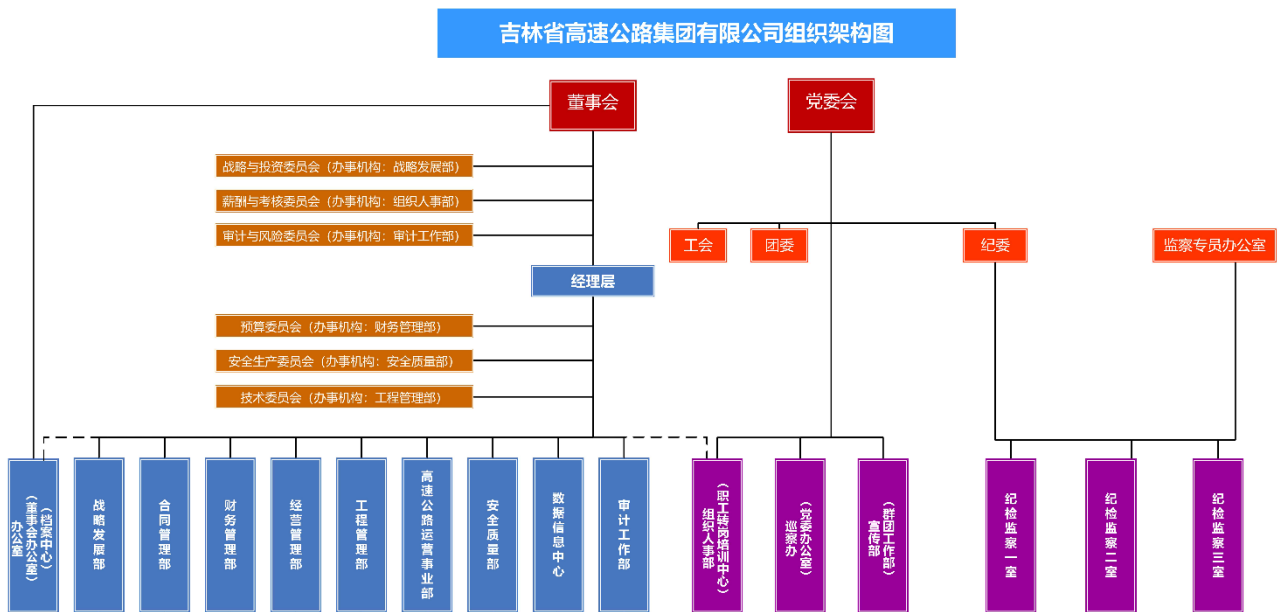 吉林省高速公路集团有限公司组织架构图
董事会
党委会
战略与投资委员会（办事机构：战略发展部）
薪酬与考核委员会（办事机构：组织人事部）
审计与风险委员会（办事机构：审计工作部）
工会
团委
纪委
监察专员办公室
经理层
预算委员会（办事机构：财务管理部）
安全生产委员会（办事机构：安全质量部）
技术委员会（办事机构：工程管理部）
办公室
（董事会办公室）
（档案中心）
战略发展部
合同管理部
财务管理部
经营管理部
工程管理部
高速公路运营事业部
安全质量部
数据信息中心
审计工作部
组织人事部
（职工转岗培训中心）
巡察办
（党委办公室）
宣传部
（群团工作部）
纪检监察一室
纪检监察二室
纪检监察三室